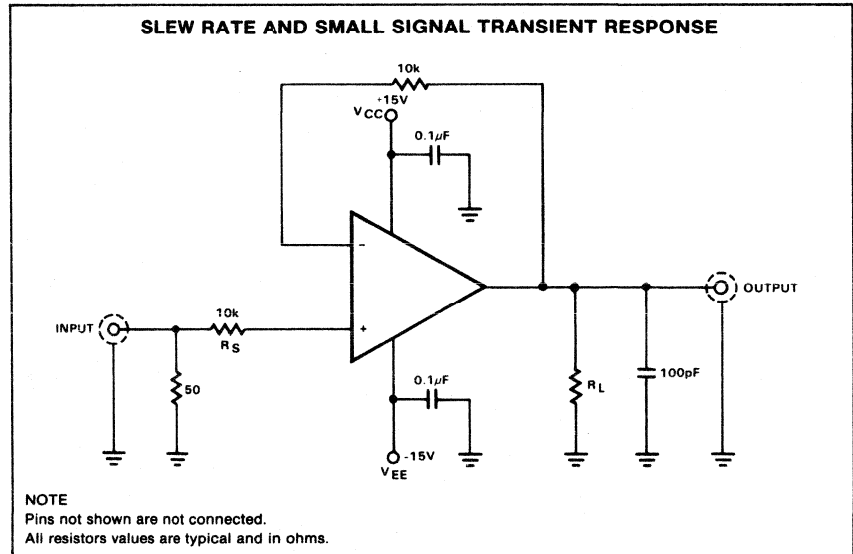 SLEW RATE AND SMALL SIGNAL TRANSIENT RESPONSE
10k
+15V
VCC
0.1μF
-
INPUT
10k
RS
+
50
OUTPUT
0.1μF
RL
100pF
-15V
VEE
NOTE
Pins not shown are not connected.
All resistors values are typical and in ohms.